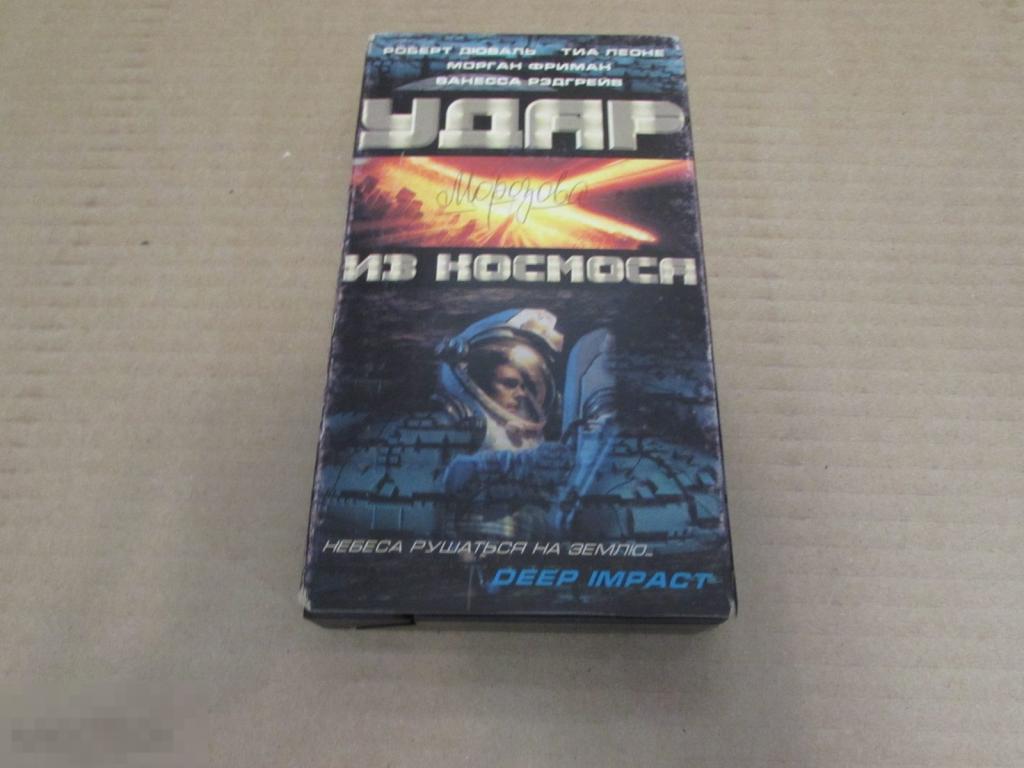 РОБЕРТ ДЮВАЛЬ ТИА ЛЕОНЕ
МОРГАН ФРИМАН
ВАНЕССА РЭДГРЕЙВ
УДАР
Морозова
ИЗ КОСМОСА
НЕБЕСА РУШАТЬСЯ НА ЗЕМЛЮ...
DEEP IMPACT